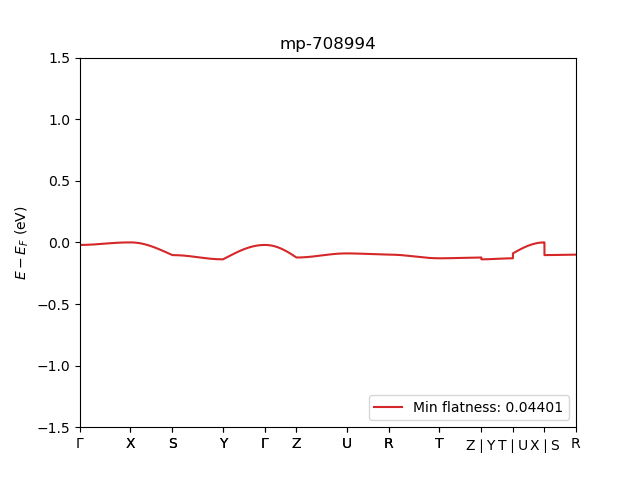 mp-708994
E − E_F (eV)
1.5
1.0
0.5
0.0
−0.5
−1.0
−1.5
Min flatness: 0.04401
Γ X S Y Γ Z U R T Z | Y T | U X | S R